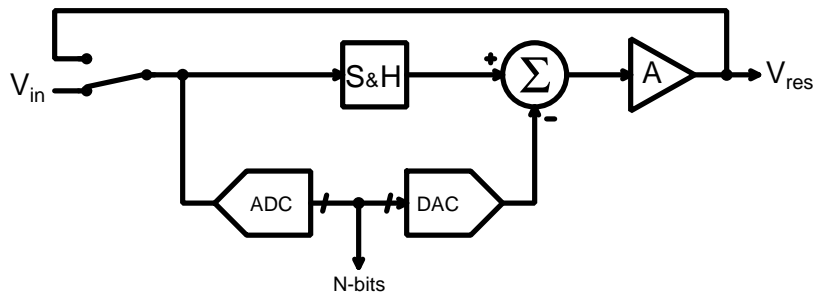 V_in
S&H
+
Σ
-
A
V_res
ADC
DAC
N-bits